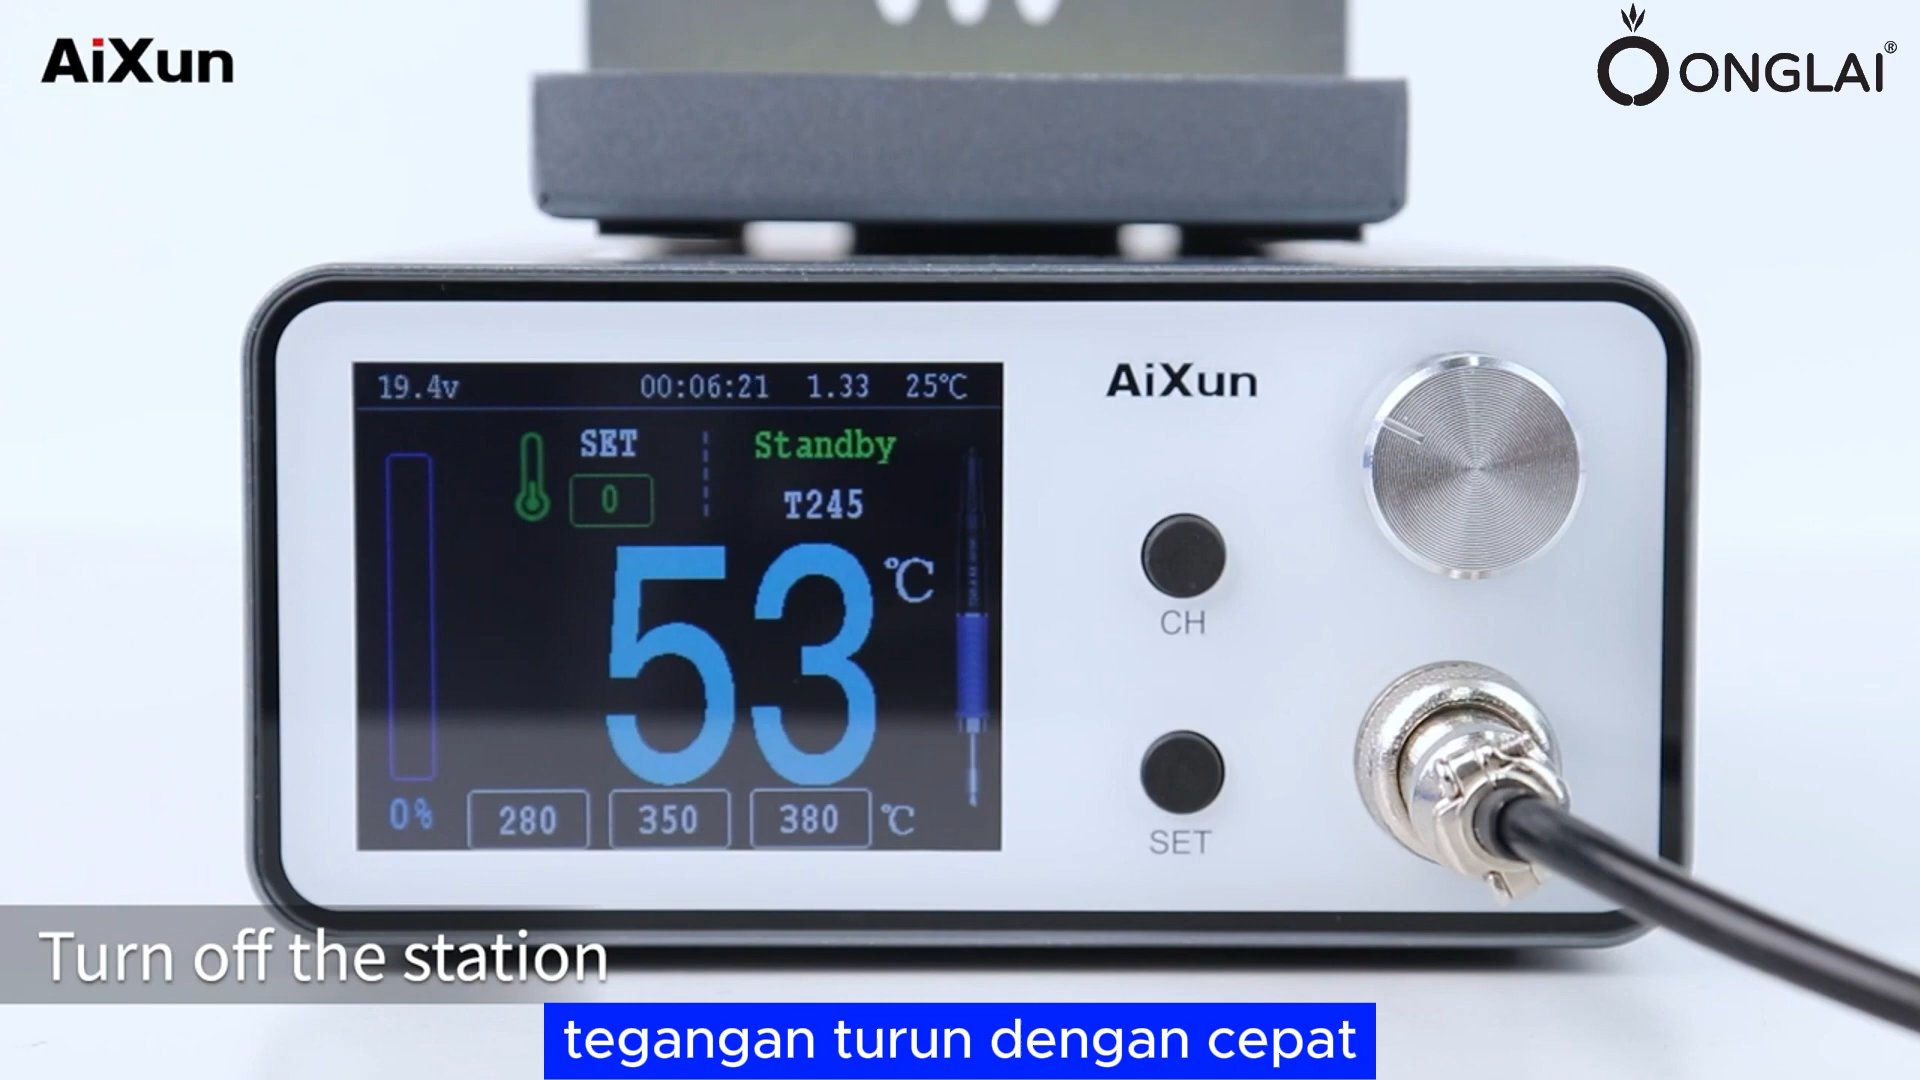 AiXun
ONGLAI®
19.4v 00:06:21 1.33 25℃
SET
Standby
0
T245
53 ℃
0% 280 350 380 ℃
AiXun
CH
SET
Turn off the station
tegangan turun dengan cepat